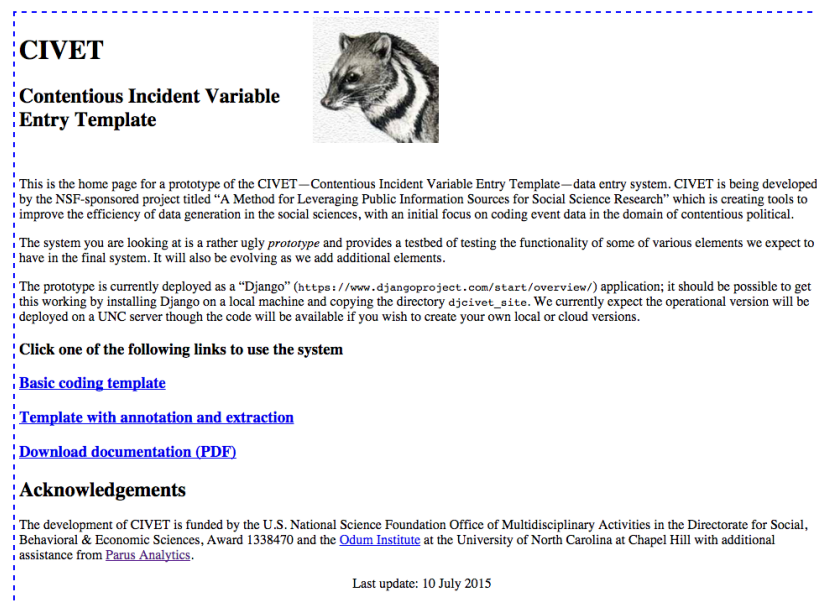 CIVET
Contentious Incident Variable
Entry Template
This is the home page for a prototype of the CIVET—Contentious Incident Variable Entry Template—data entry system. CIVET is being developed
by the NSF-sponsored project titled “A Method for Leveraging Public Information Sources for Social Science Research” which is creating tools to
improve the efficiency of data generation in the social sciences, with an initial focus on coding event data in the domain of contentious political.
The system you are looking at is a rather ugly prototype and provides a testbed of testing the functionality of some of various elements we expect to
have in the final system. It will also be evolving as we add additional elements.
The prototype is currently deployed as a “Django” (https://www.djangoproject.com/start/overview/) application; it should be possible to get
this working by installing Django on a local machine and copying the directory djcivet_site. We currently expect the operational version will be
deployed on a UNC server though the code will be available if you wish to create your own local or cloud versions.
Click one of the following links to use the system
Basic coding template
Template with annotation and extraction
Download documentation (PDF)
Acknowledgements
The development of CIVET is funded by the U.S. National Science Foundation Office of Multidisciplinary Activities in the Directorate for Social,
Behavioral & Economic Sciences, Award 1338470 and the Odum Institute at the University of North Carolina at Chapel Hill with additional
assistance from Parus Analytics.
Last update: 10 July 2015